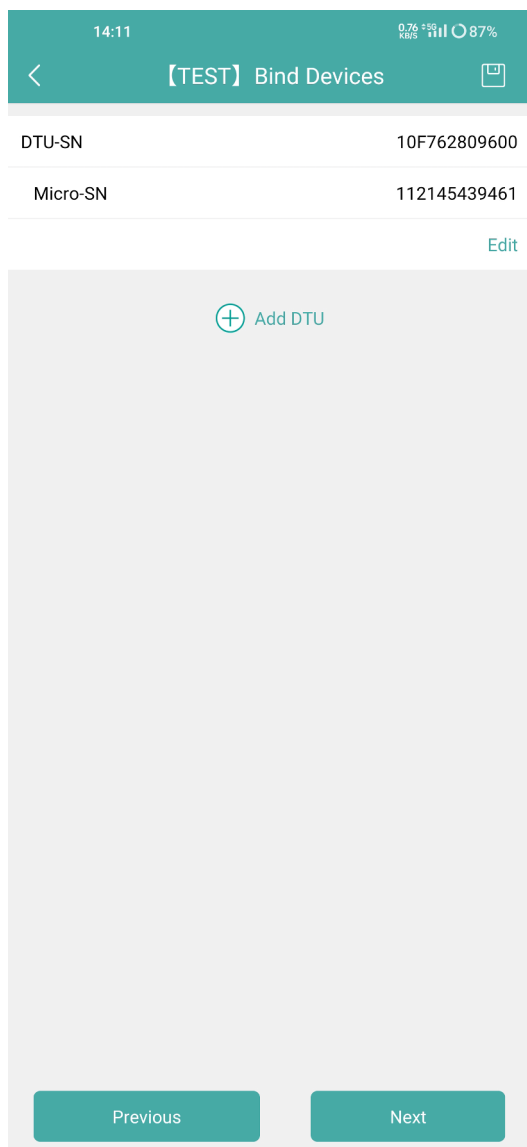 14:11 0.76 KB/S 5G 87%
【TEST】Bind Devices
DTU-SN 10F762809600
Micro-SN 112145439461
Edit
Add DTU
Previous Next